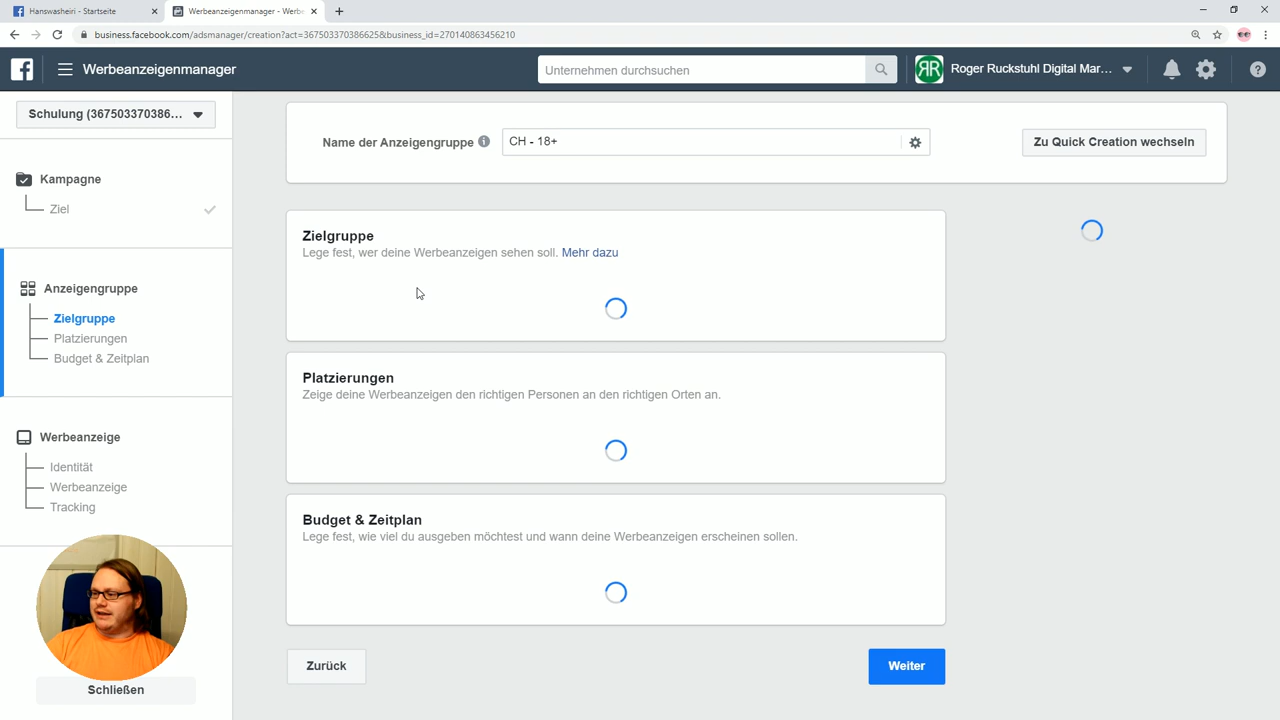 Hanswasheiri - Startseite
Werbeanzeigenmanager - Werbe
business.facebook.com/adsmanager/creation?act=367503370386625&business_id=270140863456210
Werbeanzeigenmanager
Unternehmen durchsuchen
Roger Ruckstuhl Digital Mar...
Schulung (367503370386...
Name der Anzeigengruppe
CH - 18+
Zu Quick Creation wechseln
Kampagne
Ziel
Anzeigengruppe
Zielgruppe
Platzierungen
Budget & Zeitplan
Werbeanzeige
Identität
Werbeanzeige
Tracking
Schließen
Zielgruppe
Lege fest, wer deine Werbeanzeigen sehen soll. Mehr dazu
Platzierungen
Zeige deine Werbeanzeigen den richtigen Personen an den richtigen Orten an.
Budget & Zeitplan
Lege fest, wie viel du ausgeben möchtest und wann deine Werbeanzeigen erscheinen sollen.
Zurück
Weiter